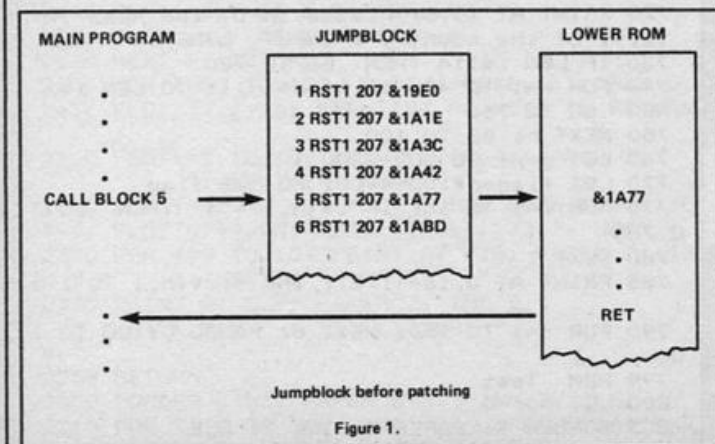 MAIN PROGRAM
JUMPBLOCK
LOWER ROM
1 RST1 207 &19E0
2 RST1 207 &1A1E
3 RST1 207 &1A3C
4 RST1 207 &1A42
CALL BLOCK 5
5 RST1 207 &1A77
&1A77
6 RST1 207 &1ABD
RET
Jumpblock before patching
Figure 1.